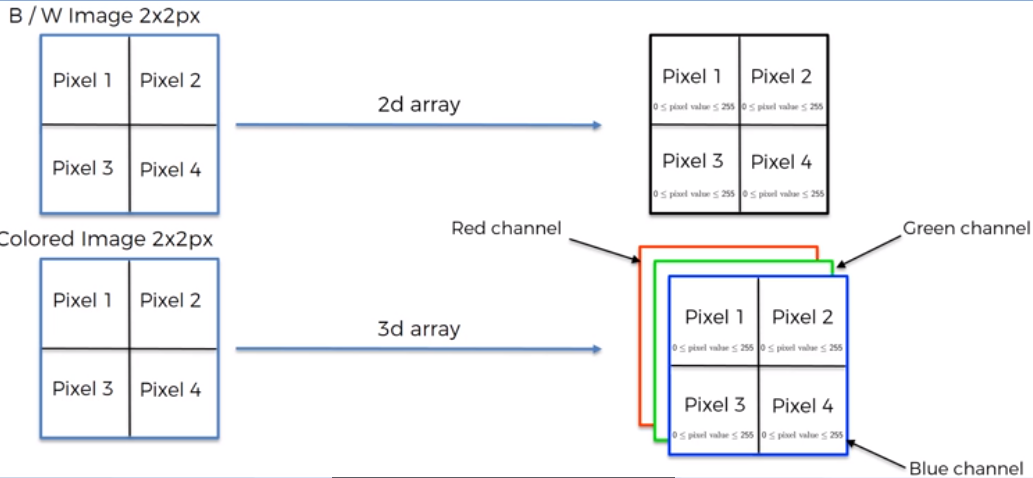 B / W Image 2x2px
Pixel 1 Pixel 2
Pixel 3 Pixel 4
2d array
Pixel 1 Pixel 2
0 ≤ pixel value ≤ 255 0 ≤ pixel value ≤ 255
Pixel 3 Pixel 4
0 ≤ pixel value ≤ 255 0 ≤ pixel value ≤ 255
Colored Image 2x2px
Pixel 1 Pixel 2
Pixel 3 Pixel 4
3d array
Red channel
Green channel
Pixel 1 Pixel 2
0 ≤ pixel value ≤ 255 0 ≤ pixel value ≤ 255
Pixel 3 Pixel 4
0 ≤ pixel value ≤ 255 0 ≤ pixel value ≤ 255
Blue channel